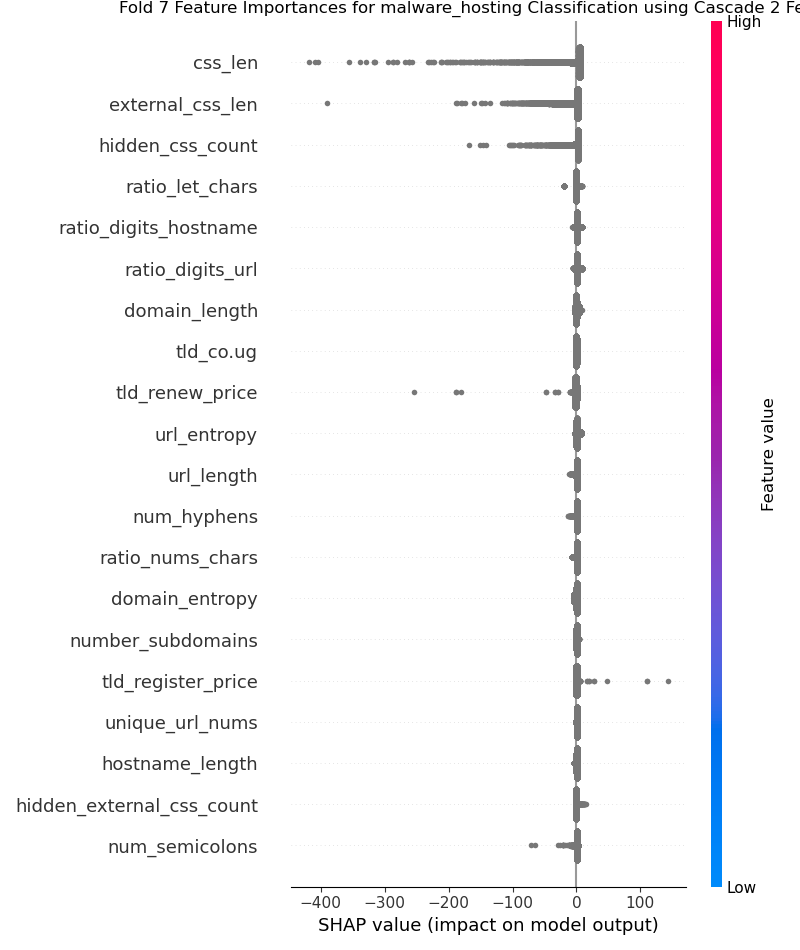 Fold 7 Feature Importances for malware_hosting Classification using Cascade 2 Fe
High
css_len
external_css_len
hidden_css_count
ratio_let_chars
ratio_digits_hostname
ratio_digits_url
domain_length
tld_co.ug
tld_renew_price
url_entropy
url_length
num_hyphens
ratio_nums_chars
domain_entropy
number_subdomains
tld_register_price
unique_url_nums
hostname_length
hidden_external_css_count
num_semicolons
Feature value
Low
−400 −300 −200 −100 0 100
SHAP value (impact on model output)